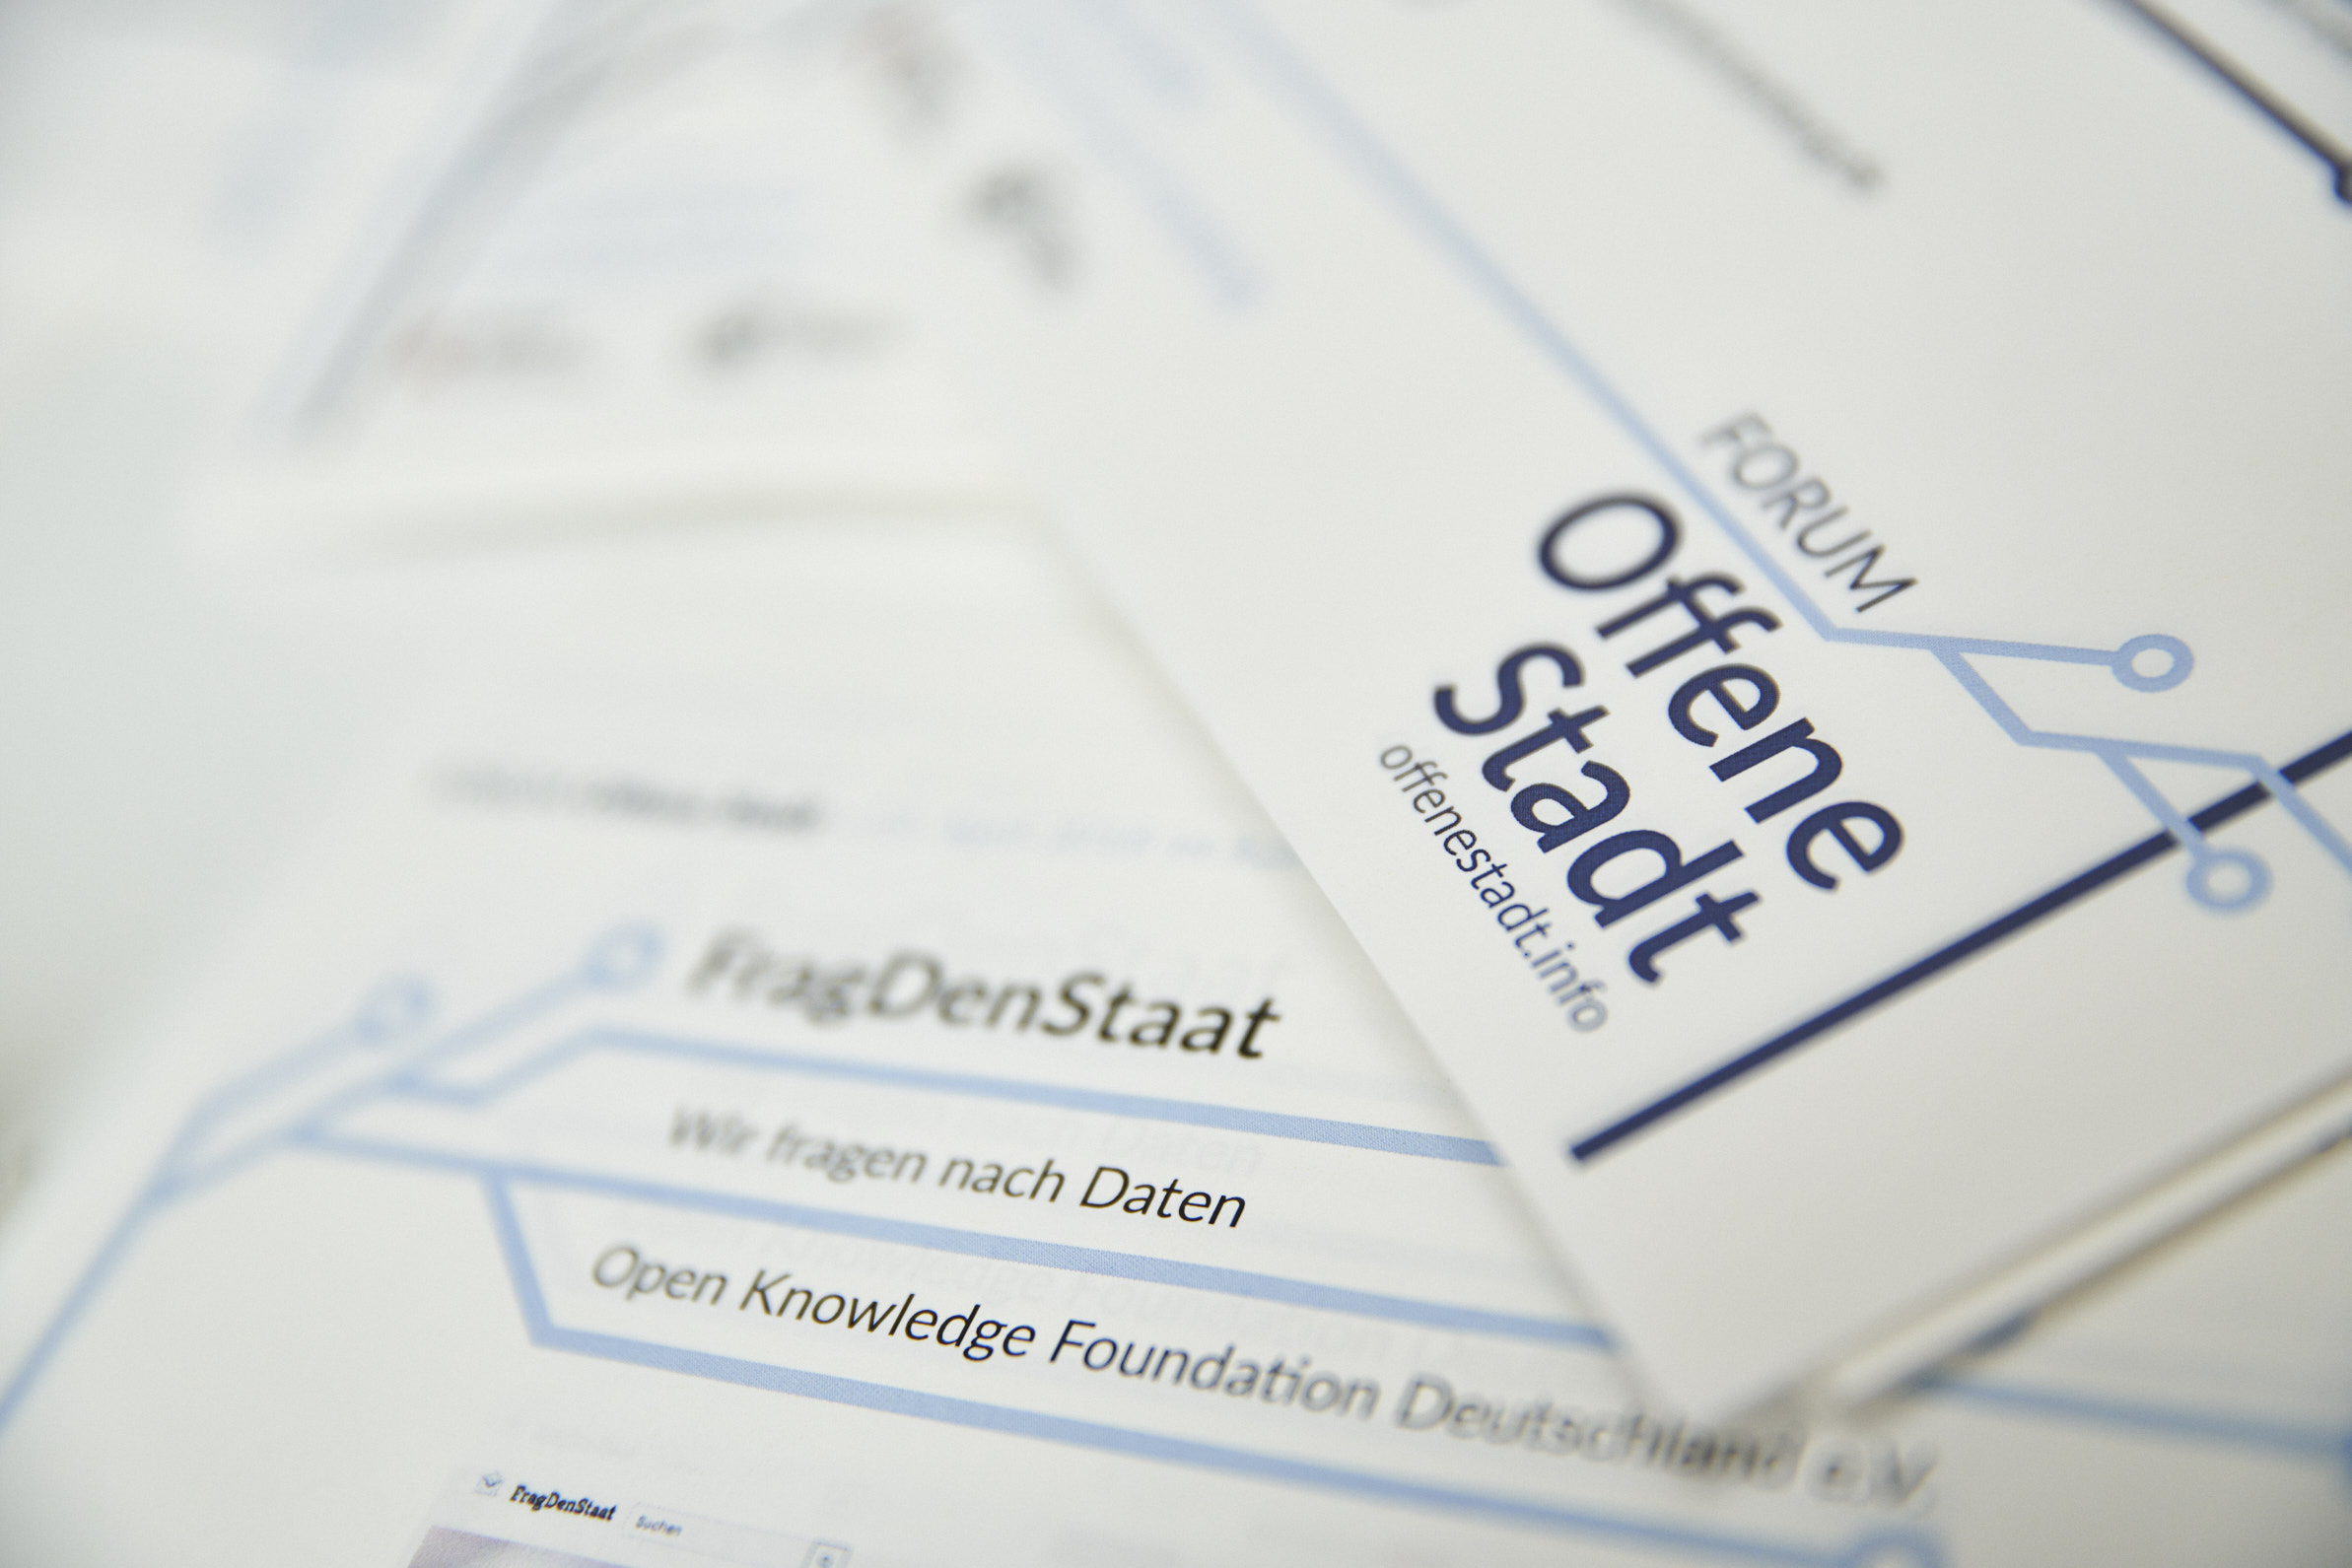 FORUM
Offene
Stadt
offenestadt.info
FragDenStaat
Wir fragen nach Daten
Open Knowledge Foundation Deutschland e.V.
FragDenStaat
Suchen